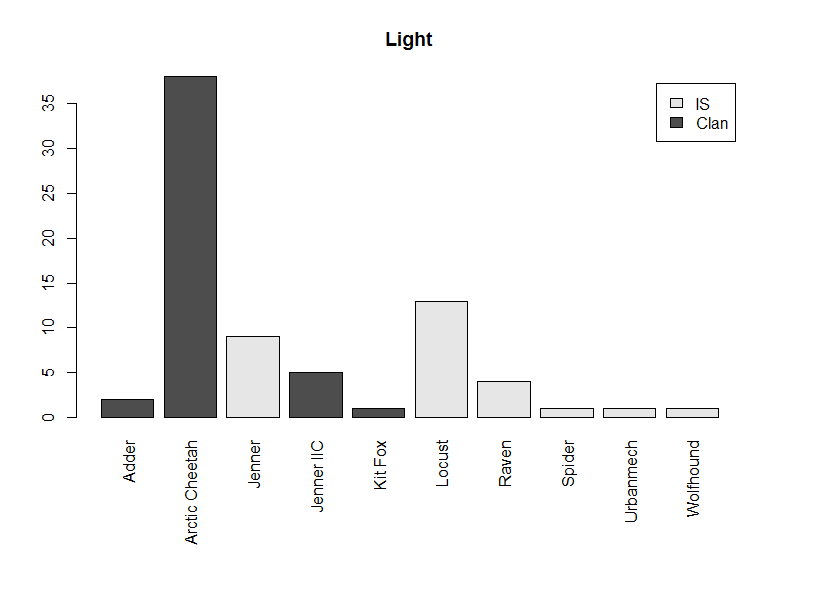 Light
IS
Clan
35
30
25
20
15
10
5
0
Adder
Arctic Cheetah
Jenner
Jenner IIC
Kit Fox
Locust
Raven
Spider
Urbanmech
Wolfhound